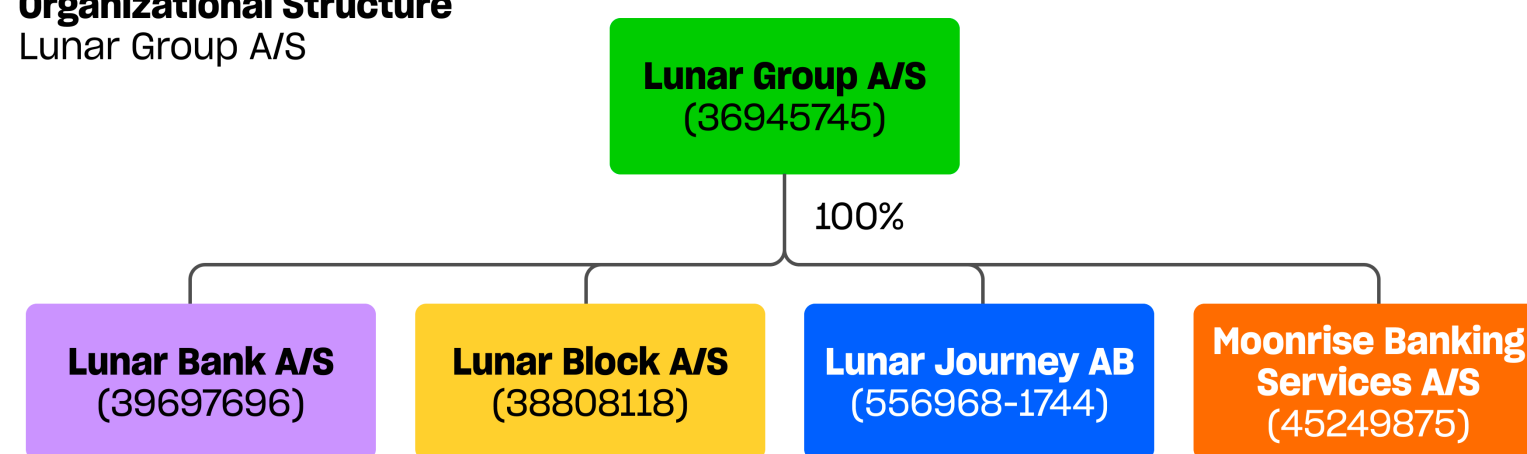 Organizational Structure
Lunar Group A/S
Lunar Group A/S
(36945745)
100%
Lunar Bank A/S
(39697696)
Lunar Block A/S
(38808118)
Lunar Journey AB
(556968-1744)
Moonrise Banking
Services A/S
(45249875)